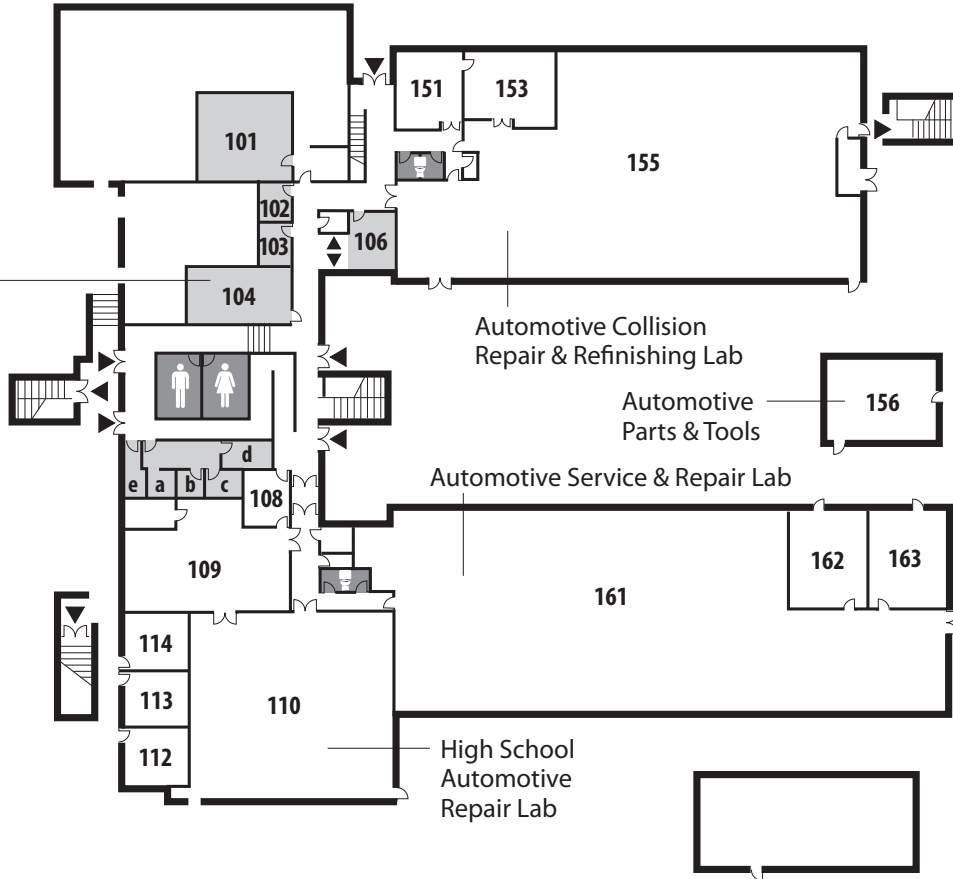 151
153
101
155
102
103
106
104
Automotive Collision
Repair & Refinishing Lab
Automotive
Parts & Tools
156
d
e
a
b
c
108
Automotive Service & Repair Lab
109
162
163
161
114
113
110
112
High School
Automotive
Repair Lab